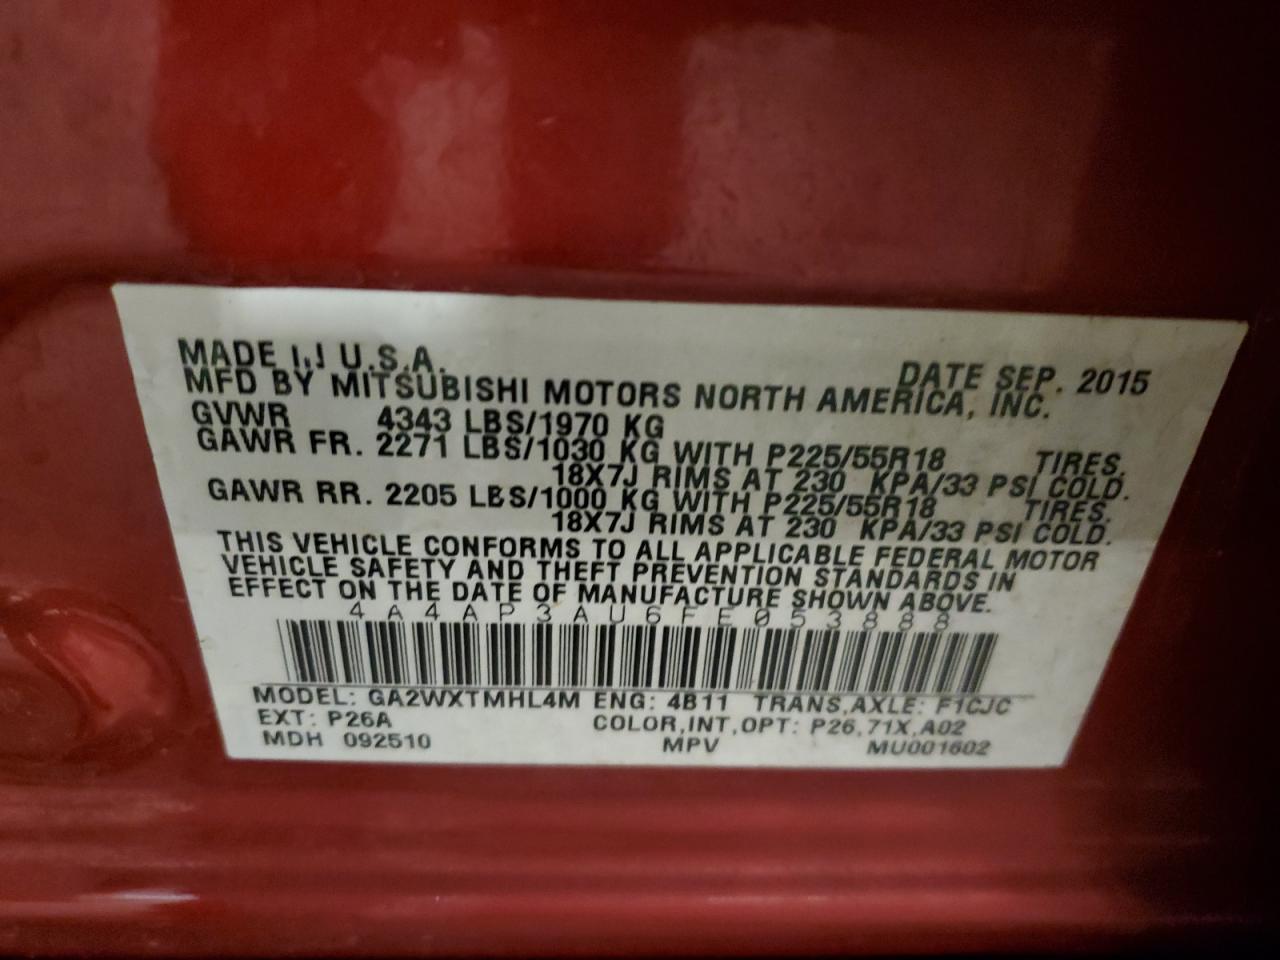 MADE IN U.S.A. DATE SEP. 2015
MFD BY MITSUBISHI MOTORS NORTH AMERICA, INC.
GVWR 4343 LBS/1970 KG
GAWR FR. 2271 LBS/1030 KG WITH P225/55R18 TIRES,
18X7J RIMS AT 230 KPA/33 PSI COLD.
GAWR RR. 2205 LBS/1000 KG WITH P225/55R18 TIRES,
18X7J RIMS AT 230 KPA/33 PSI COLD.
THIS VEHICLE CONFORMS TO ALL APPLICABLE FEDERAL MOTOR
VEHICLE SAFETY AND THEFT PREVENTION STANDARDS IN
EFFECT ON THE DATE OF MANUFACTURE SHOWN ABOVE.
4A4AP3AU6FE053888
MODEL: GA2WXTMHL4M ENG: 4B11 TRANS,AXLE: F1CJC
EXT: P26A COLOR,INT,OPT: P26,71X,A02
MDH 092510 MPV MU001602